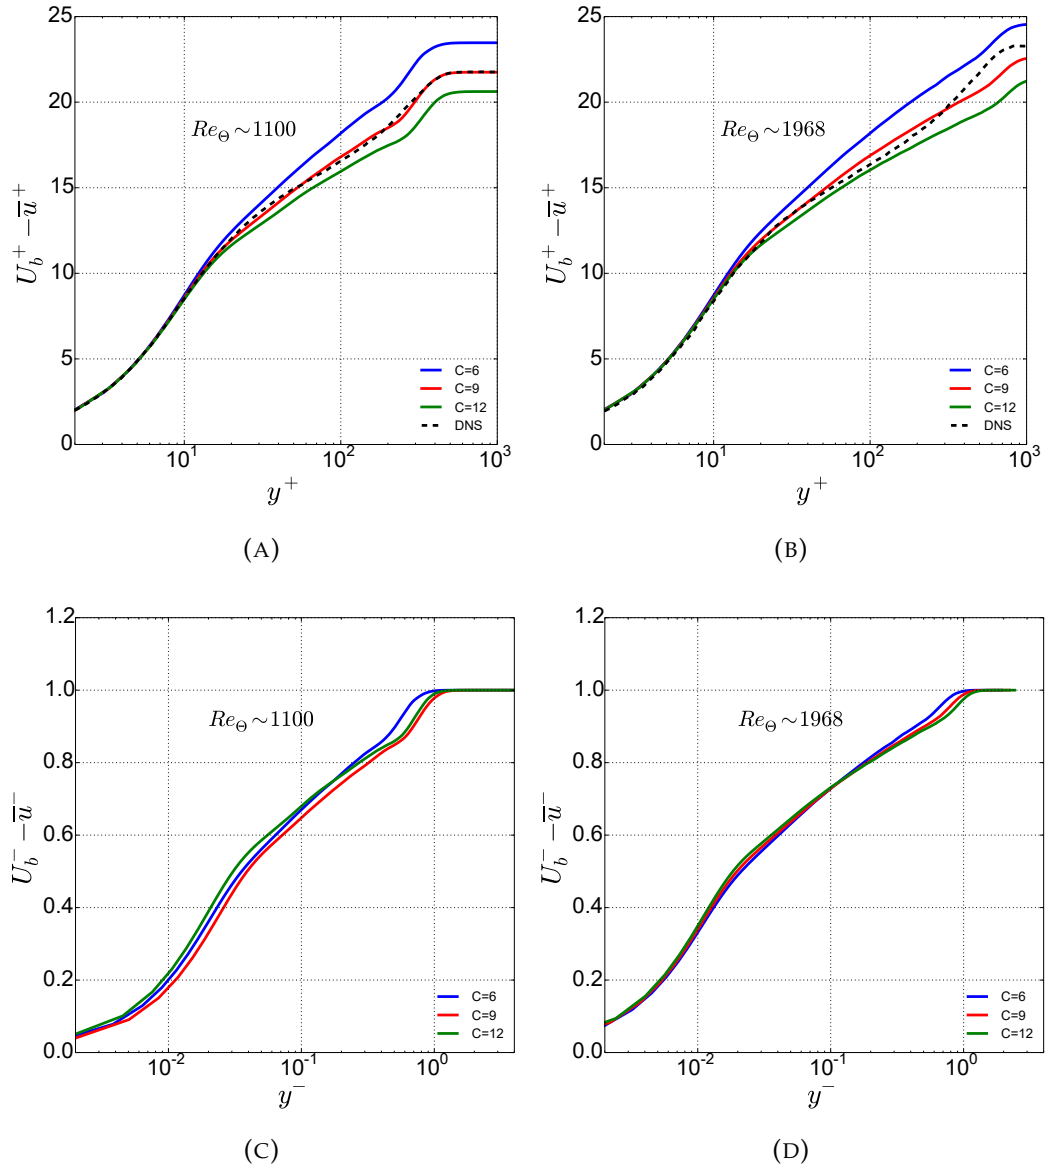 25
20
15
10
5
0
10^1
10^2
10^3
U_b^+ − u̅^+
y^+
Re_Θ ∼ 1100
C=6
C=9
C=12
DNS
(A)
25
20
15
10
5
0
10^1
10^2
10^3
U_b^+ − u̅^+
y^+
Re_Θ ∼ 1968
C=6
C=9
C=12
DNS
(B)
1.2
1.0
0.8
0.6
0.4
0.2
0.0
10^-2
10^-1
10^0
U_b^- − u̅^-
y^-
Re_Θ ∼ 1100
C=6
C=9
C=12
(C)
1.2
1.0
0.8
0.6
0.4
0.2
0.0
10^-2
10^-1
10^0
U_b^- − u̅^-
y^-
Re_Θ ∼ 1968
C=6
C=9
C=12
(D)